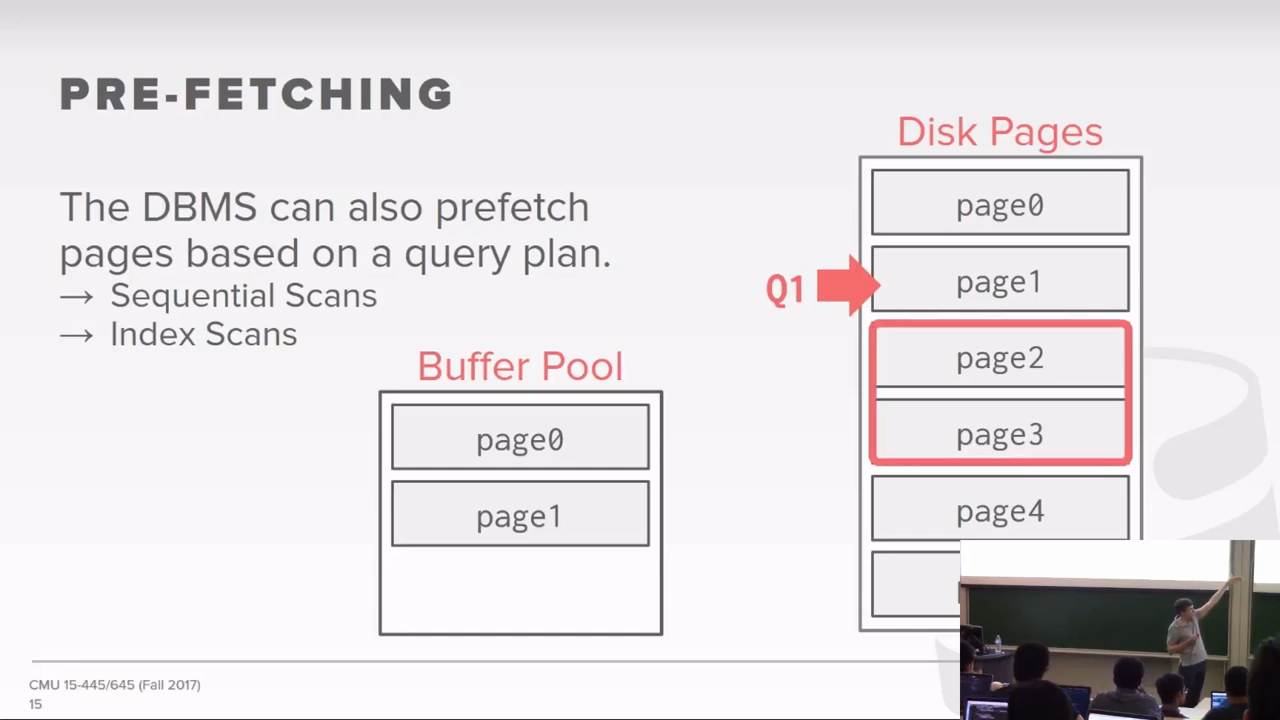 PRE-FETCHING
The DBMS can also prefetch
pages based on a query plan.
→ Sequential Scans
→ Index Scans
Buffer Pool
page0
page1
Disk Pages
page0
Q1
page1
page2
page3
page4
CMU 15-445/645 (Fall 2017)
15